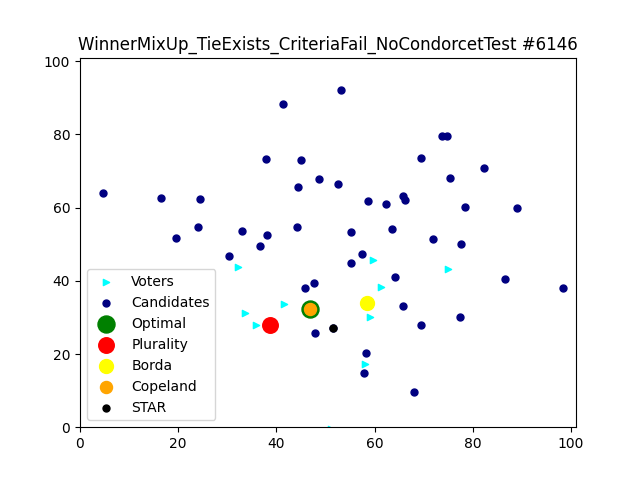 WinnerMixUp_TieExists_CriteriaFail_NoCondorcetTest #6146
100
80
60
40
20
0
Voters
Candidates
Optimal
Plurality
Borda
Copeland
STAR
0 20 40 60 80 100